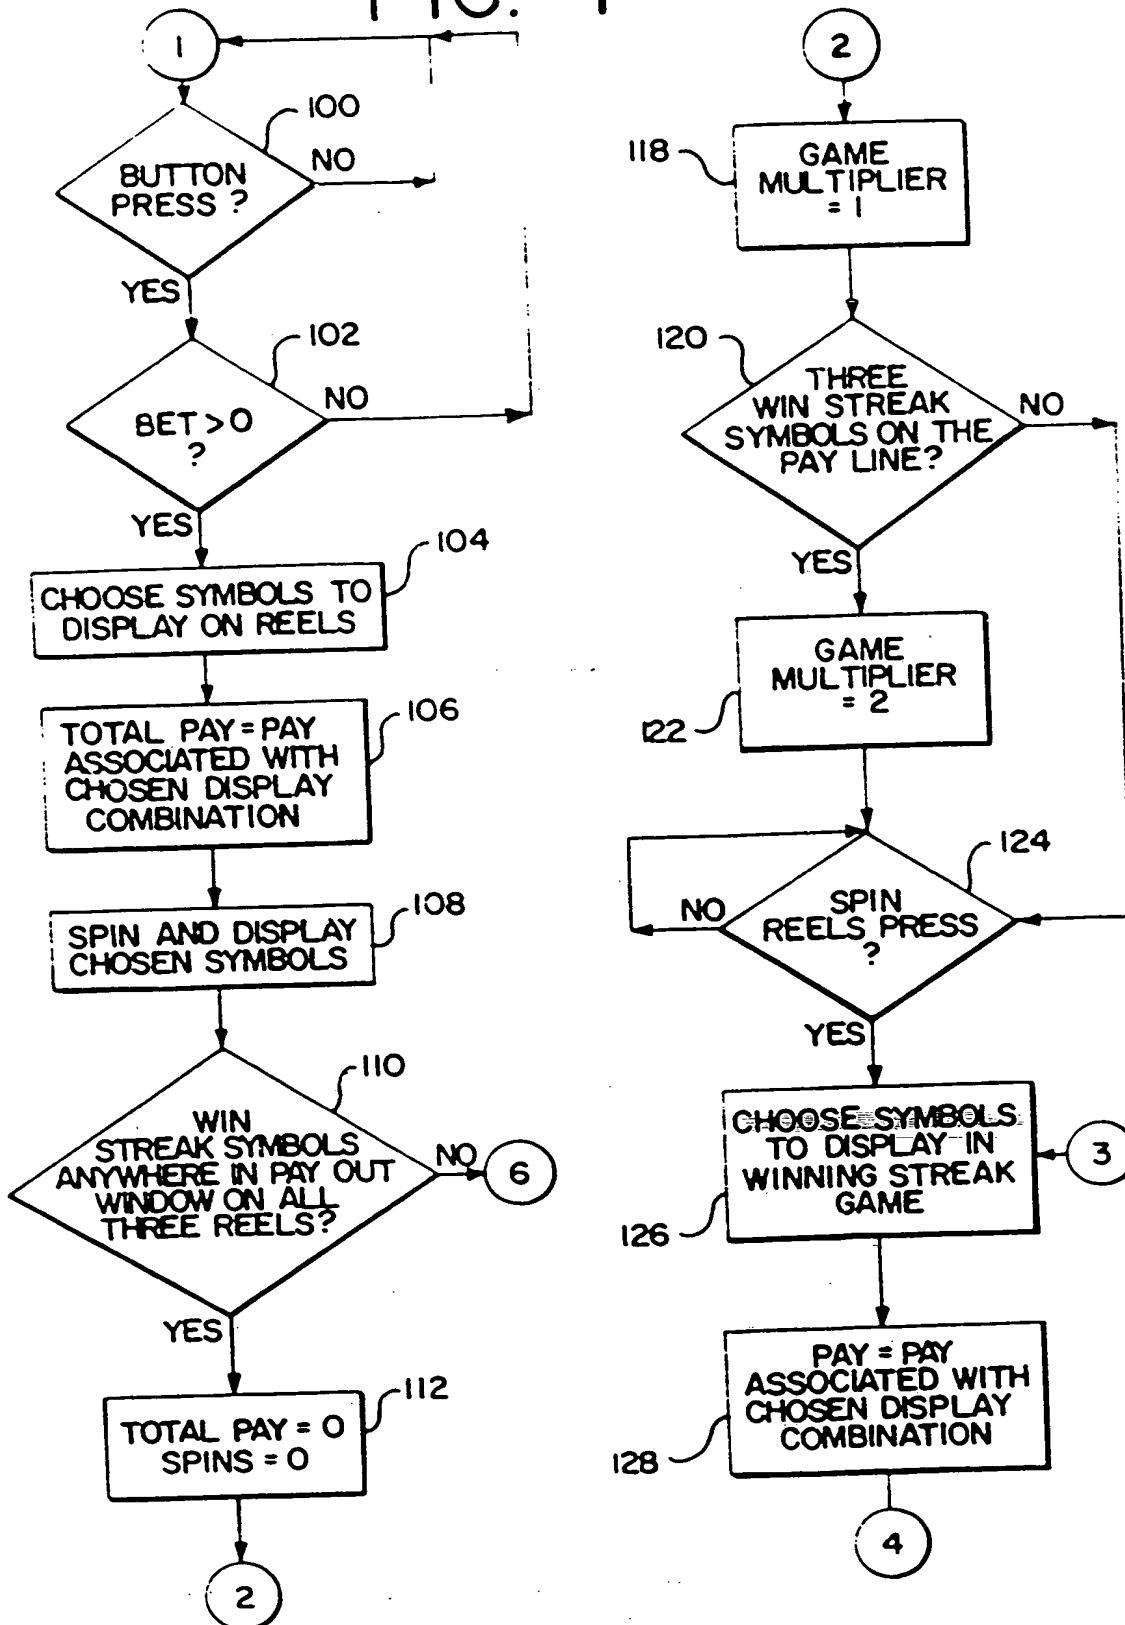 FIG. 4
1
100
BUTTON
PRESS ?
NO
YES
102
BET > 0
?
NO
YES
104
CHOOSE SYMBOLS TO
DISPLAY ON REELS
106
TOTAL PAY = PAY
ASSOCIATED WITH
CHOSEN DISPLAY
COMBINATION
108
SPIN AND DISPLAY
CHOSEN SYMBOLS
110
WIN
STREAK SYMBOLS
ANYWHERE IN PAY OUT
WINDOW ON ALL
THREE REELS?
NO
6
YES
112
TOTAL PAY = 0
SPINS = 0
2
2
118
GAME
MULTIPLIER
= 1
120
THREE
WIN STREAK
SYMBOLS ON THE
PAY LINE?
NO
YES
GAME
MULTIPLIER
= 2
122
124
SPIN
REELS PRESS
?
NO
YES
CHOOSE SYMBOLS
TO DISPLAY IN
WINNING STREAK
GAME
3
126
PAY = PAY
ASSOCIATED WITH
CHOSEN DISPLAY
COMBINATION
128
4